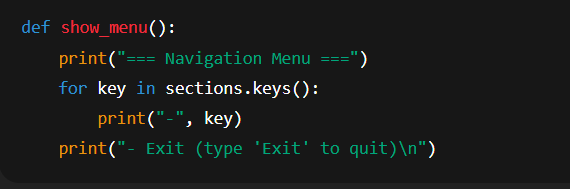 def show_menu():
    print("=== Navigation Menu ===")
    for key in sections.keys():
        print("-", key)
    print("- Exit (type 'Exit' to quit)\n")